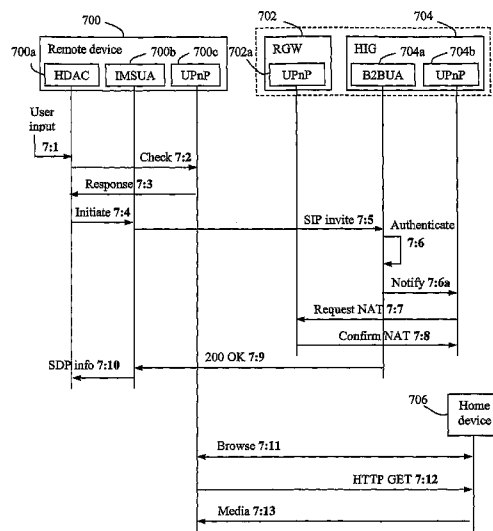 700
702
704
700a
Remote device
700b
700c
702a
RGW
HIG
704a
704b
HDAC
IMSUA
UPnP
UPnP
B2BUA
UPnP
User
input
7:1
Check 7:2
Response 7:3
Initiate 7:4
SIP invite 7:5
Authenticate
7:6
Notify 7:6a
Request NAT 7:7
Confirm NAT 7:8
200 OK 7:9
SDP info 7:10
706
Home
device
Browse 7:11
HTTP GET 7:12
Media 7:13